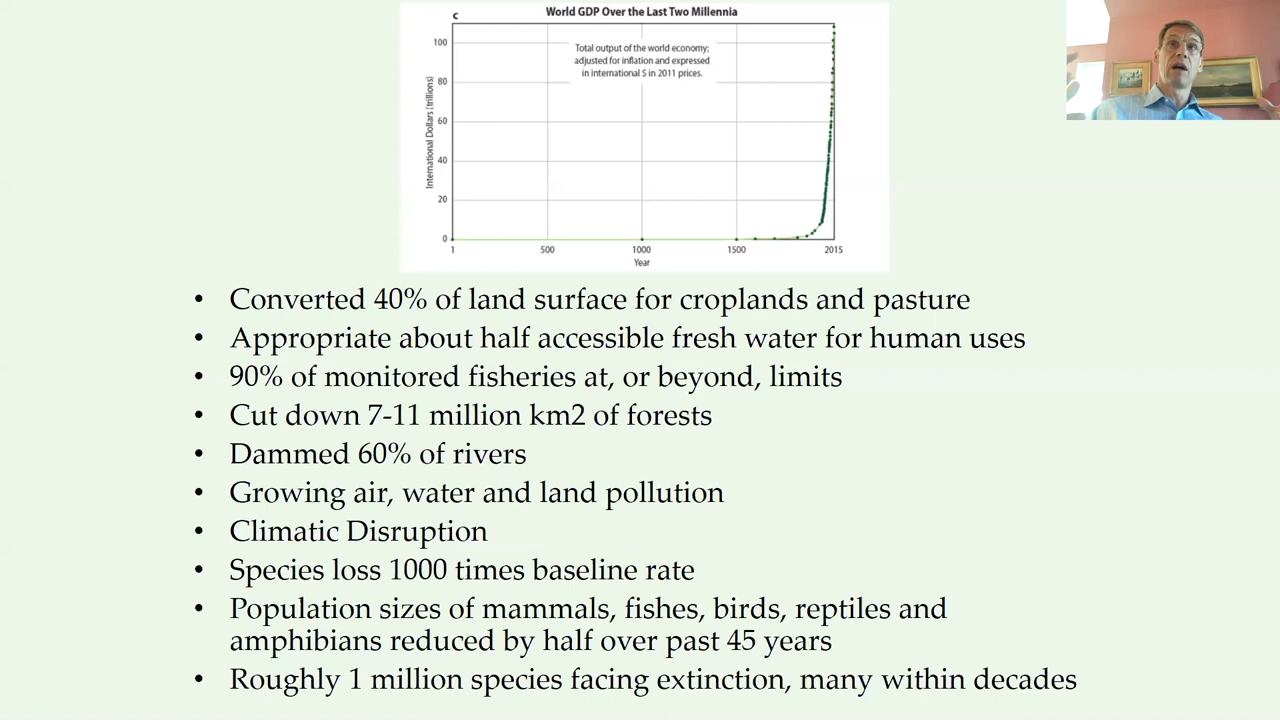 c
World GDP Over the Last Two Millennia
Total output of the world economy;
adjusted for inflation and expressed
in international $ in 2011 prices.
International Dollars (trillions)
100
80
60
40
20
0
1 500 1000 1500 2015
Year
• Converted 40% of land surface for croplands and pasture
• Appropriate about half accessible fresh water for human uses
• 90% of monitored fisheries at, or beyond, limits
• Cut down 7-11 million km2 of forests
• Dammed 60% of rivers
• Growing air, water and land pollution
• Climatic Disruption
• Species loss 1000 times baseline rate
• Population sizes of mammals, fishes, birds, reptiles and
amphibians reduced by half over past 45 years
• Roughly 1 million species facing extinction, many within decades